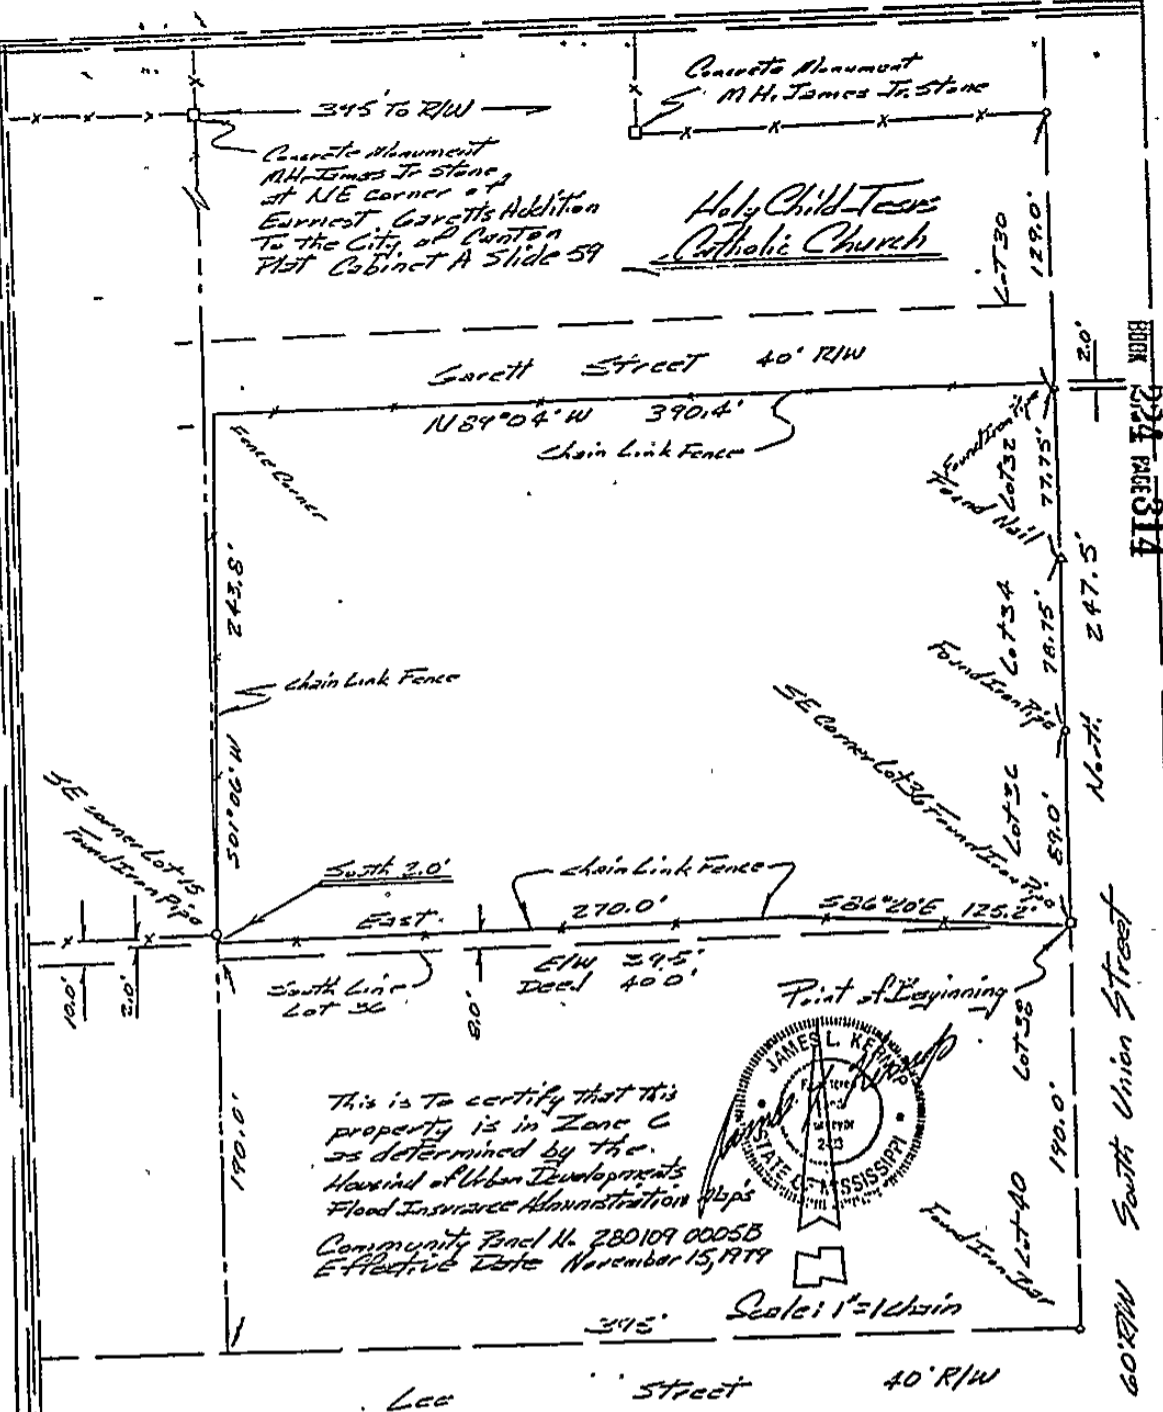 Concrete Monument
M.H. James Jr. Stone
395' To R/W
Concrete Monument
M.H. James Jr Stone
at NE corner of
Earnest Garetts Addition
To the City of Canton
Plat Cabinet A Slide 59
Holy Child Jesus
Catholic Church
Lot 30
129.0'
2.0'
BOOK
PAGE 314
Garett Street 40' R/W
N 89°04' W 390.4'
Chain Link Fence
Fence Corner
Found Iron Pipe
Found Nail
Lot 32
77.75'
243.8'
S01°06' W
Chain Link Fence
Lot 34
78.75'
North 247.5'
Found Iron Pipe
SE Corner Lot 36 Found Iron
Lot 36
89.0'
SE corner Lot 15
Found Iron Pipe
South 2.0'
Chain Link Fence
East 270.0'
S86°20'E 125.2'
10.0'
2.0'
South Line
Lot 36
8.0'
E/W 39.5'
Deed 40.0'
Point of Beginning
Lot 38
JAMES L. KERNOP
STATE OF MISSISSIPPI
This is To certify that this
property is in Zone C
as determined by the
Housind of Urban Developments
Flood Insurance Administration Map's
Community Panel No. 280109 0005B
Effective Date November 15, 1979
190.0'
190.0'
Lot 40
Found Iron Bar
60' R/W South Union Street
Scale: 1"=1 chain
395'
Lee Street 40' R/W